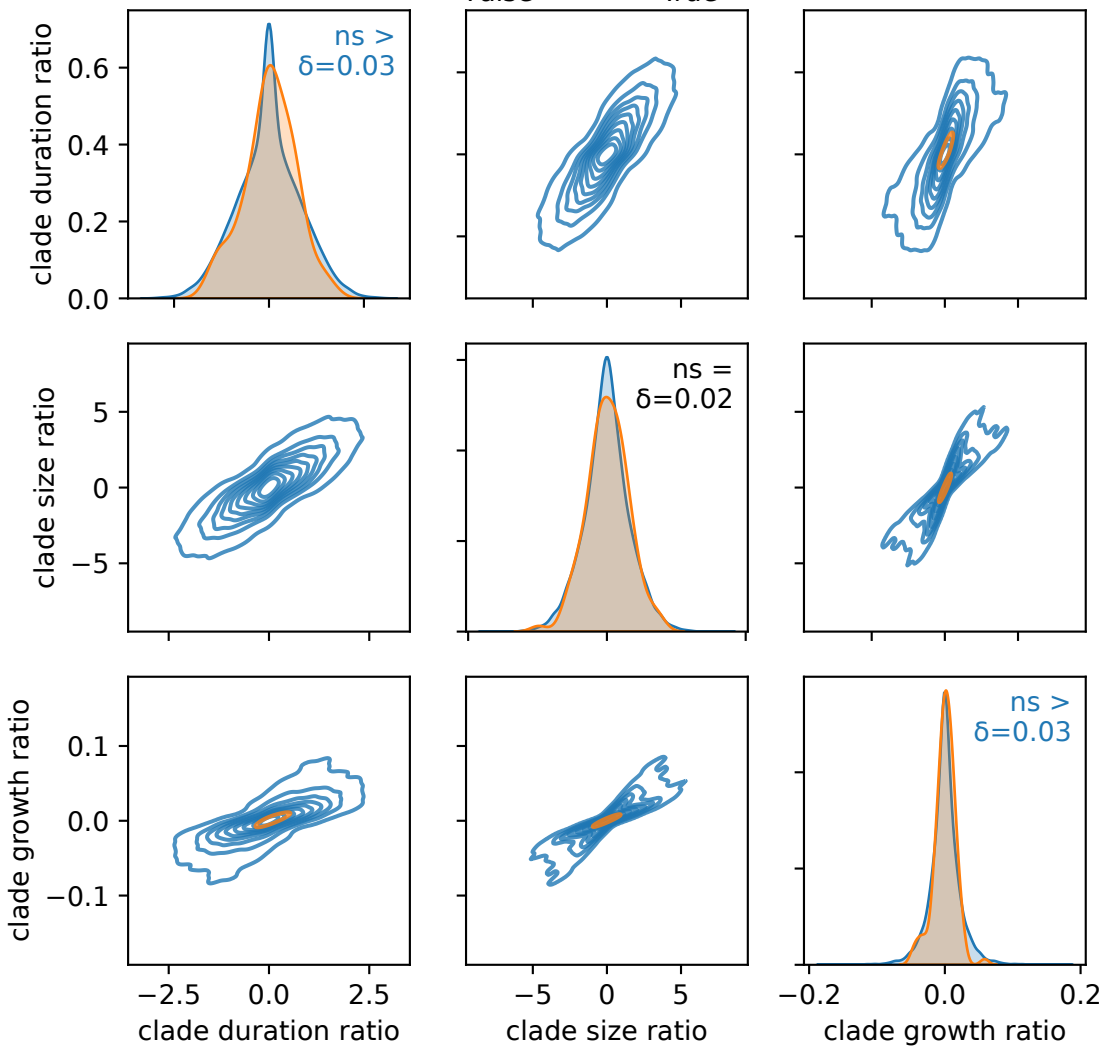 clade duration ratio
0.6
0.4
0.2
0.0
ns >
δ=0.03
clade size ratio
5
0
−5
ns =
δ=0.02
clade growth ratio
0.1
0.0
−0.1
ns >
δ=0.03
−2.5 0.0 2.5
−5 0 5
−0.2 0.0 0.2
clade duration ratio
clade size ratio
clade growth ratio